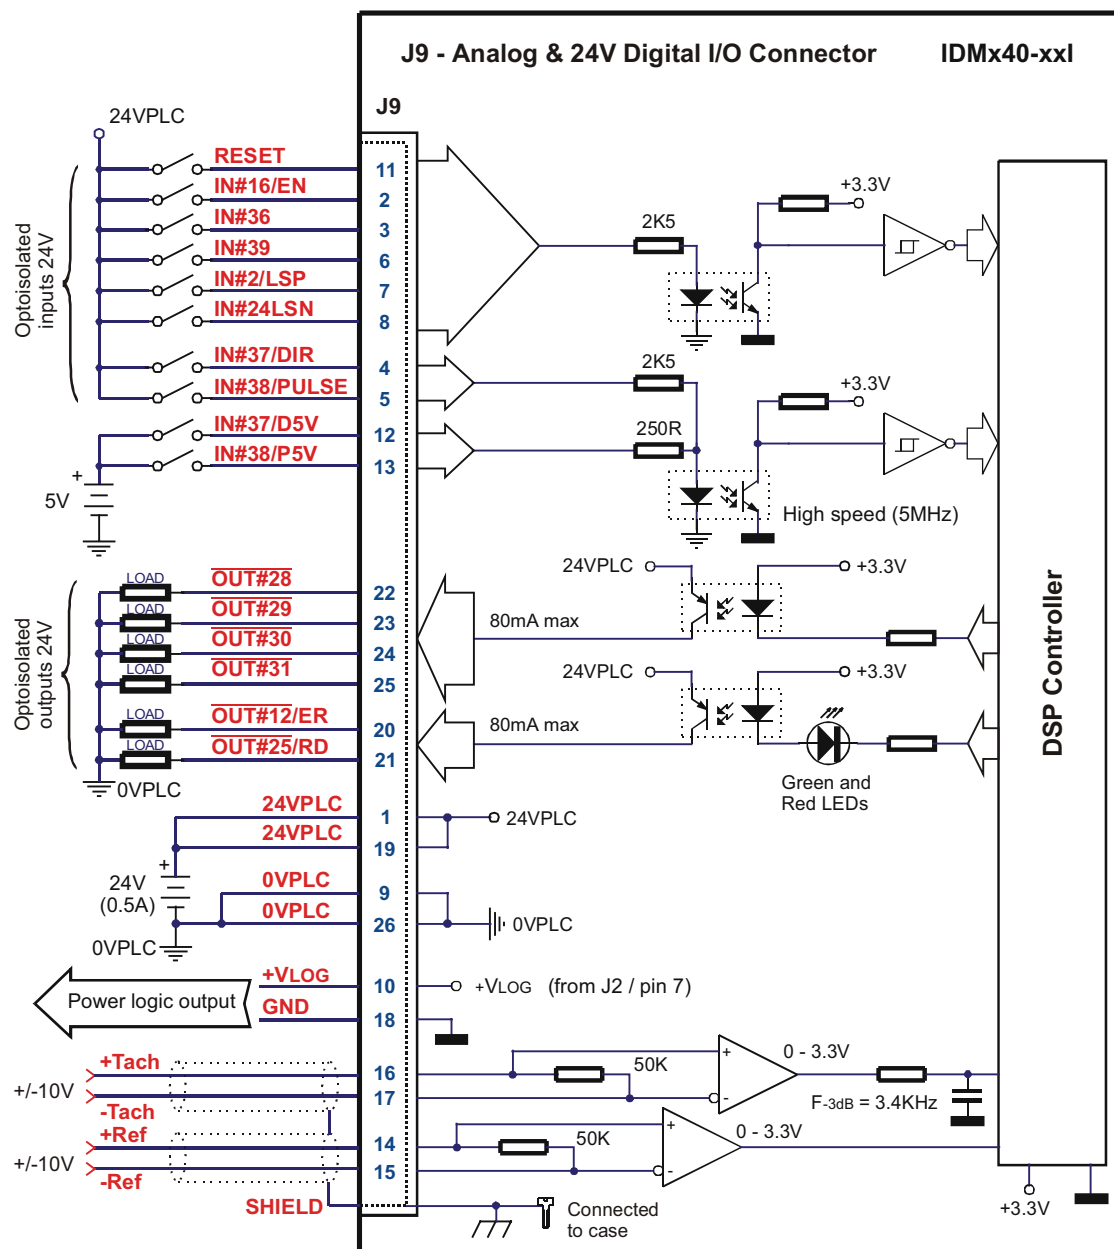 J9 - Analog & 24V Digital I/O Connector IDMx40-xxI
J9
24VPLC
Optoisolated
inputs 24V
RESET 11
IN#16/EN 2
IN#36 3
IN#39 6
IN#2/LSP 7
IN#24LSN 8
IN#37/DIR 4
IN#38/PULSE 5
IN#37/D5V 12
IN#38/P5V 13
+
5V
2K5
+3.3V
2K5
+3.3V
250R
High speed (5MHz)
Optoisolated
outputs 24V
LOAD OUT#28 22
LOAD OUT#29 23
LOAD OUT#30 24
LOAD OUT#31 25
LOAD OUT#12/ER 20
LOAD OUT#25/RD 21
0VPLC
24VPLC +3.3V
80mA max
24VPLC +3.3V
80mA max
Green and
Red LEDs
DSP Controller
24VPLC 1 24VPLC
24VPLC 19
+
24V
(0.5A)
0VPLC 9
0VPLC 26 0VPLC
0VPLC
Power logic output
+VLOG 10 +VLOG (from J2 / pin 7)
GND 18
+/-10V
+Tach 16
-Tach 17
50K
+
-
0 - 3.3V
F-3dB = 3.4KHz
+/-10V
+Ref 14
-Ref 15
50K
+
-
0 - 3.3V
SHIELD
Connected
to case
+3.3V